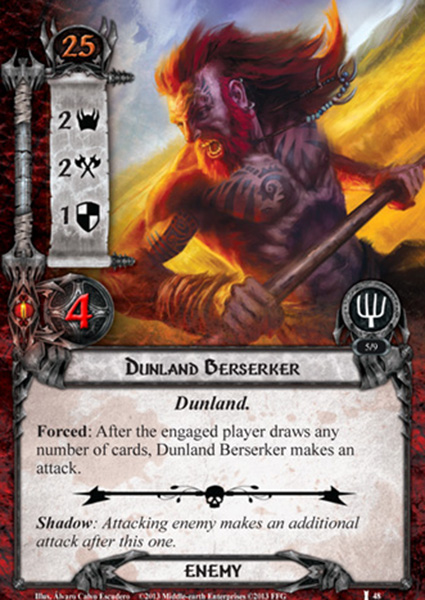 25
2
2
1
4
5/9
Dunland Berserker
Dunland.
Forced: After the engaged player draws any
number of cards, Dunland Berserker makes an
attack.
Shadow: Attacking enemy makes an additional
attack after this one.
ENEMY
Illus. Álvaro Calvo Escudero ©2013 Middle-earth Enterprises ©2013 FFG 48